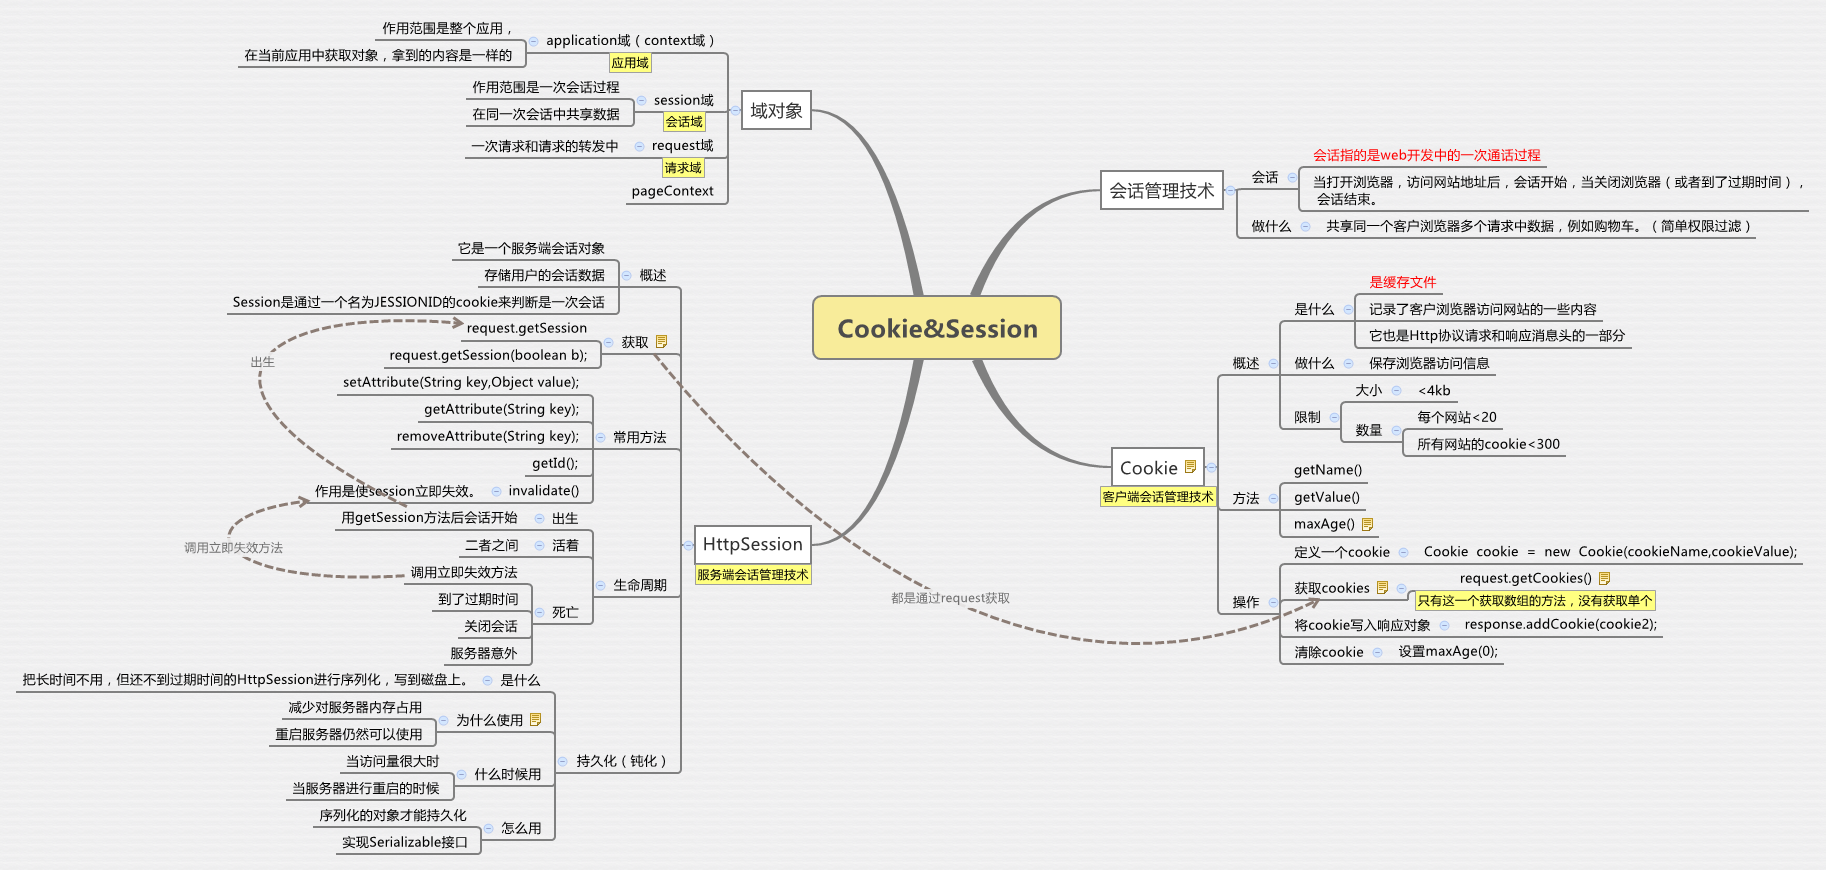 Cookie&Session
域对象
application域（context域）
应用域
作用范围是整个应用，
在当前应用中获取对象，拿到的内容是一样的
session域
会话域
作用范围是一次会话过程
在同一次会话中共享数据
request域
请求域
一次请求和请求的转发中
pageContext
会话管理技术
会话
会话指的是web开发中的一次通话过程
当打开浏览器，访问网站地址后，会话开始，当关闭浏览器（或者到了过期时间），
会话结束。
做什么
共享同一个客户浏览器多个请求中数据，例如购物车。（简单权限过滤）
Cookie
客户端会话管理技术
概述
是什么
是缓存文件
记录了客户浏览器访问网站的一些内容
它也是Http协议请求和响应消息头的一部分
做什么
保存浏览器访问信息
限制
大小
<4kb
数量
每个网站<20
所有网站的cookie<300
方法
getName()
getValue()
maxAge()
操作
定义一个cookie
Cookie cookie = new Cookie(cookieName,cookieValue);
获取cookies
request.getCookies()
只有这一个获取数组的方法，没有获取单个
将cookie写入响应对象
response.addCookie(cookie2);
清除cookie
设置maxAge(0);
HttpSession
服务端会话管理技术
概述
它是一个服务端会话对象
存储用户的会话数据
Session是通过一个名为JESSIONID的cookie来判断是一次会话
获取
request.getSession
request.getSession(boolean b);
常用方法
setAttribute(String key,Object value);
getAttribute(String key);
removeAttribute(String key);
getId();
invalidate()
作用是使session立即失效。
生命周期
出生
用getSession方法后会话开始
活着
二者之间
死亡
调用立即失效方法
到了过期时间
关闭会话
服务器意外
持久化（钝化）
是什么
把长时间不用，但还不到过期时间的HttpSession进行序列化，写到磁盘上。
为什么使用
减少对服务器内存占用
重启服务器仍然可以使用
什么时候用
当访问量很大时
当服务器进行重启的时候
怎么用
序列化的对象才能持久化
实现Serializable接口
出生
调用立即失效方法
都是通过request获取